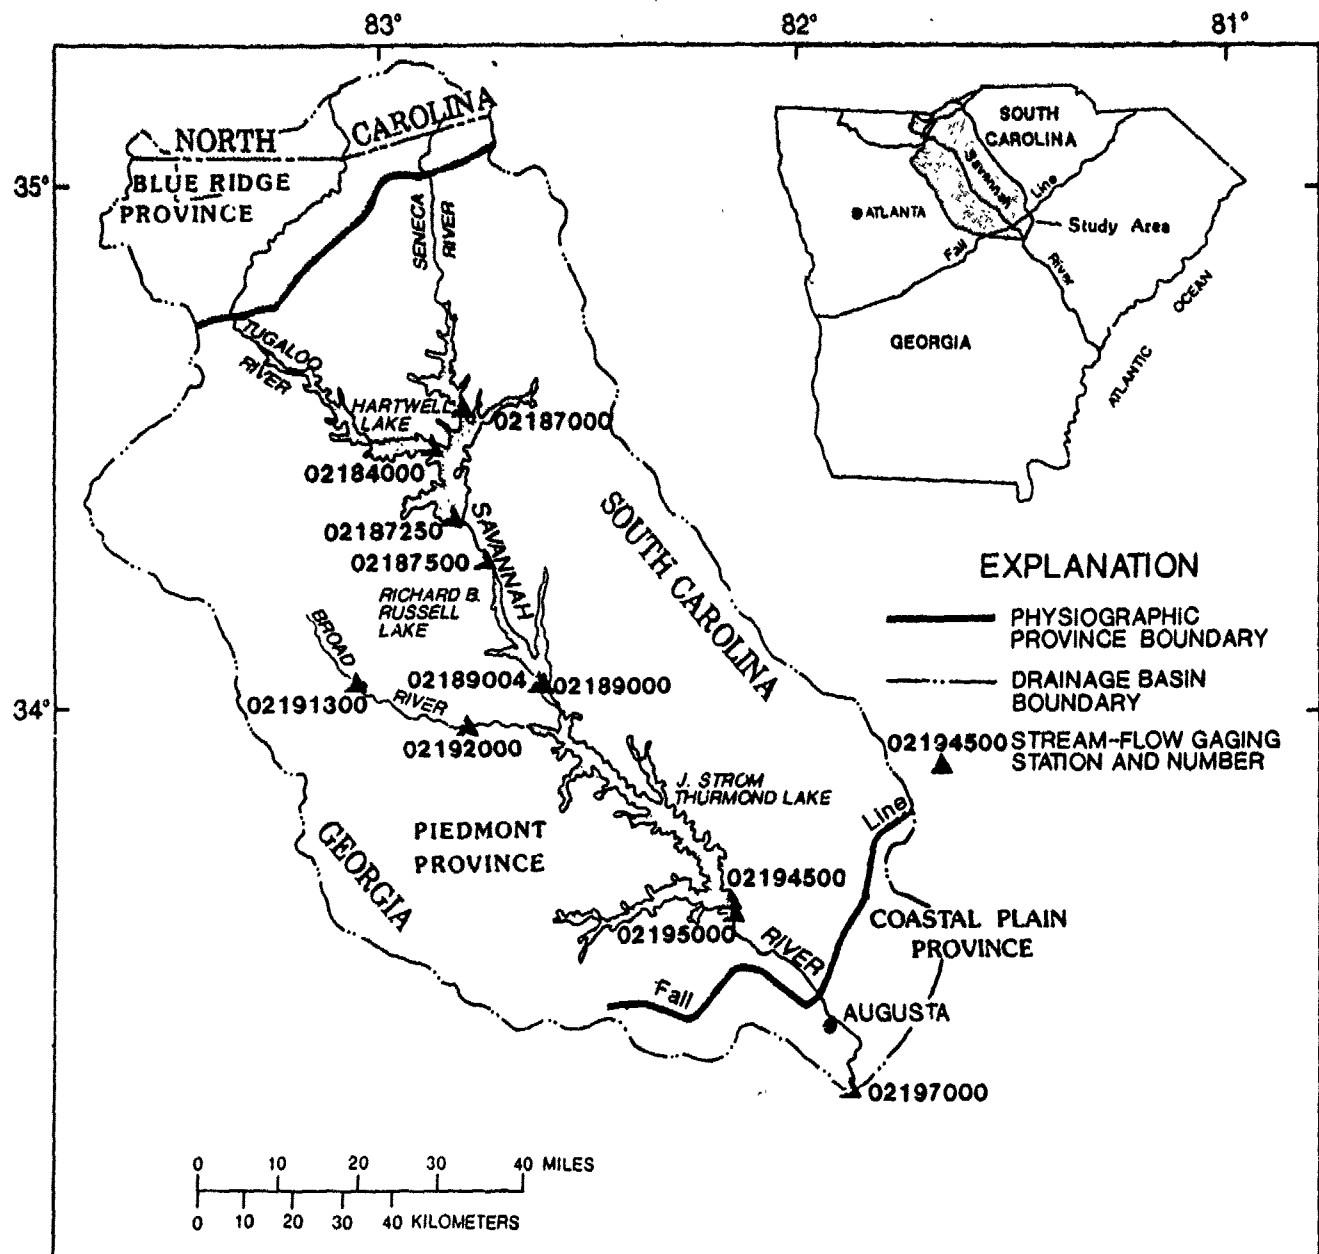 83° 82° 81°
35°
34°
NORTH
CAROLINA
BLUE RIDGE
PROVINCE
SENECA
RIVER
TUGALOO
RIVER
HARTWELL
LAKE
02187000
02184000
02187250
SAVANNAH
02187500
RICHARD B.
RUSSELL
LAKE
SOUTH CAROLINA
BROAD
RIVER
02189004
02189000
02191300
02192000
J. STROM
THURMOND LAKE
PIEDMONT
PROVINCE
GEORGIA
02194500
02195000
RIVER
Line
Fall
COASTAL PLAIN
PROVINCE
AUGUSTA
02197000
SOUTH
CAROLINA
Savannah
Line
ATLANTA
Study Area
Fall
River
OCEAN
ATLANTIC
GEORGIA
EXPLANATION
PHYSIOGRAPHIC
PROVINCE BOUNDARY
DRAINAGE BASIN
BOUNDARY
02194500 STREAM-FLOW GAGING
STATION AND NUMBER
0 10 20 30 40 MILES
0 10 20 30 40 KILOMETERS